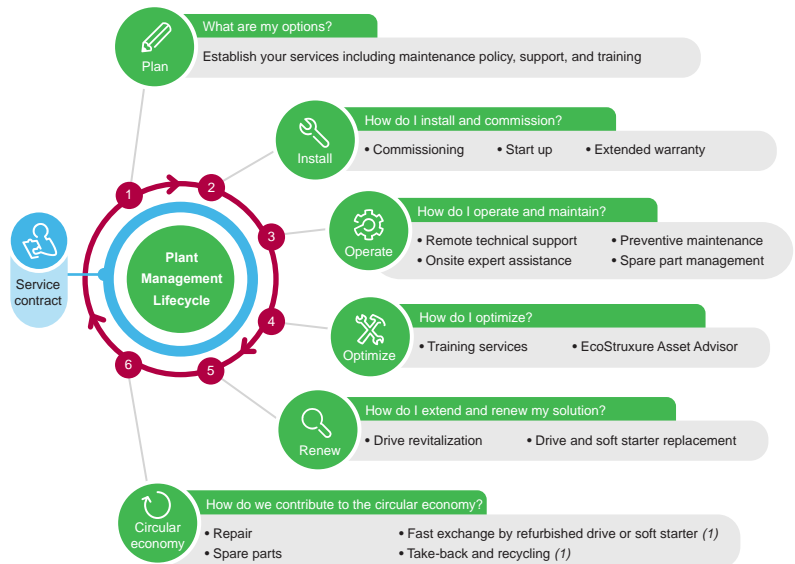 What are my options?
Plan
Establish your services including maintenance policy, support, and training
How do I install and commission?
Install
• Commissioning • Start up • Extended warranty
How do I operate and maintain?
Operate
• Remote technical support • Preventive maintenance
• Onsite expert assistance • Spare part management
How do I optimize?
Optimize
• Training services • EcoStruxure Asset Advisor
How do I extend and renew my solution?
Renew
• Drive revitalization • Drive and soft starter replacement
How do we contribute to the circular economy?
Circular
economy
• Repair • Fast exchange by refurbished drive or soft starter (1)
• Spare parts • Take-back and recycling (1)
1
2
3
4
5
6
Plant
Management
Lifecycle
Service
contract